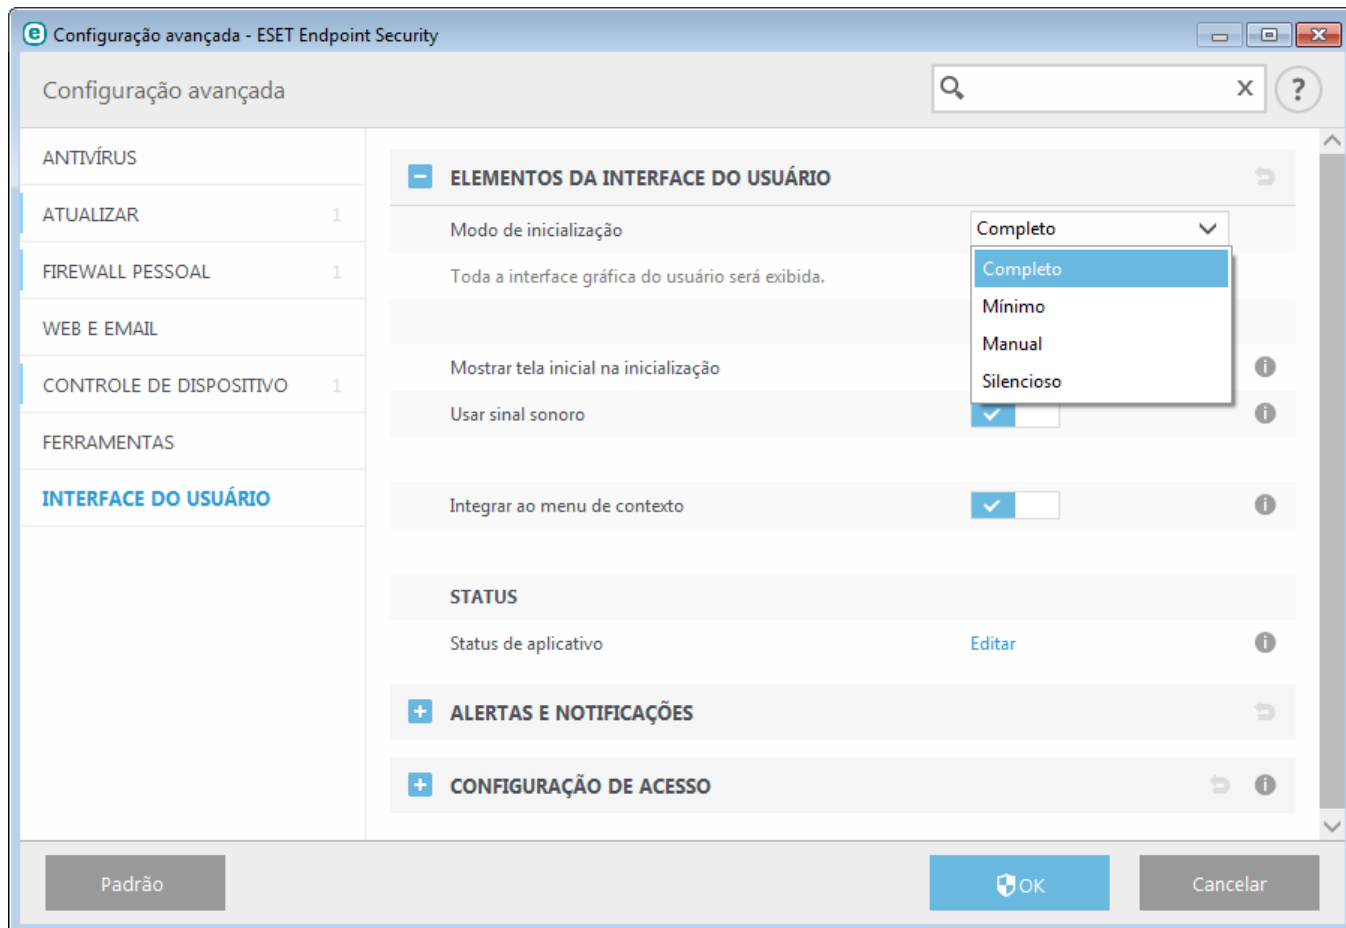 Configuração avançada - ESET Endpoint Security
Configuração avançada
x
?
ANTIVÍRUS
ATUALIZAR 1
FIREWALL PESSOAL 1
WEB E EMAIL
CONTROLE DE DISPOSITIVO 1
FERRAMENTAS
INTERFACE DO USUÁRIO
ELEMENTOS DA INTERFACE DO USUÁRIO
Modo de inicialização
Completo
Toda a interface gráfica do usuário será exibida.
Completo
Mínimo
Manual
Silencioso
Mostrar tela inicial na inicialização
Usar sinal sonoro
Integrar ao menu de contexto
STATUS
Status de aplicativo
Editar
ALERTAS E NOTIFICAÇÕES
CONFIGURAÇÃO DE ACESSO
Padrão
OK
Cancelar